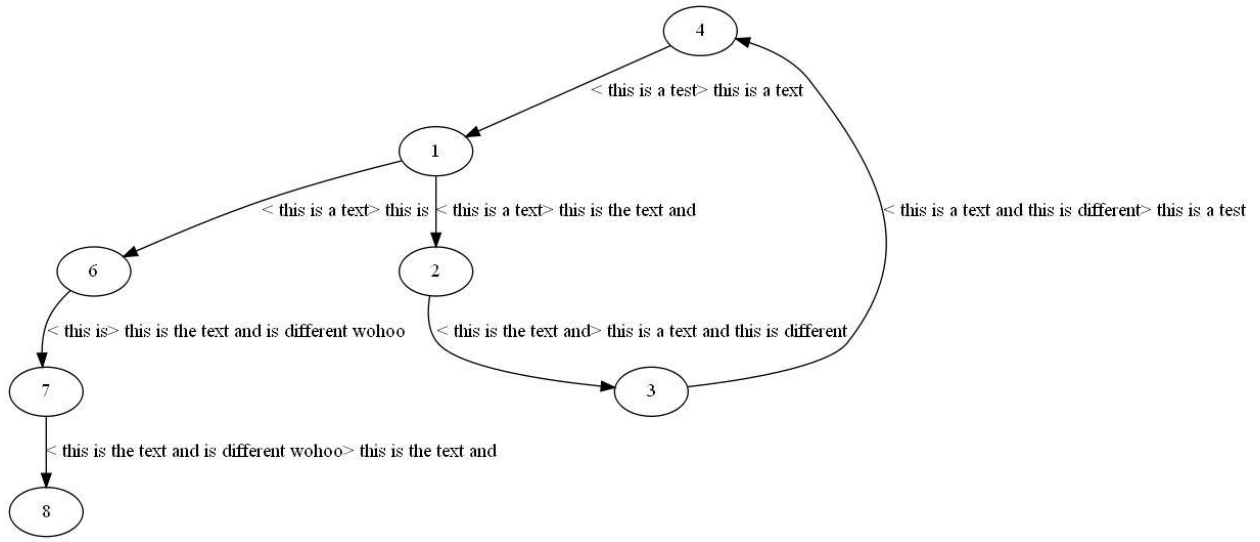 4
< this is a test> this is a text
1
< this is a text> this is
< this is a text> this is the text and
< this is a text and this is different> this is a test
6
2
< this is> this is the text and is different wohoo
< this is the text and> this is a text and this is different
7
3
< this is the text and is different wohoo> this is the text and
8